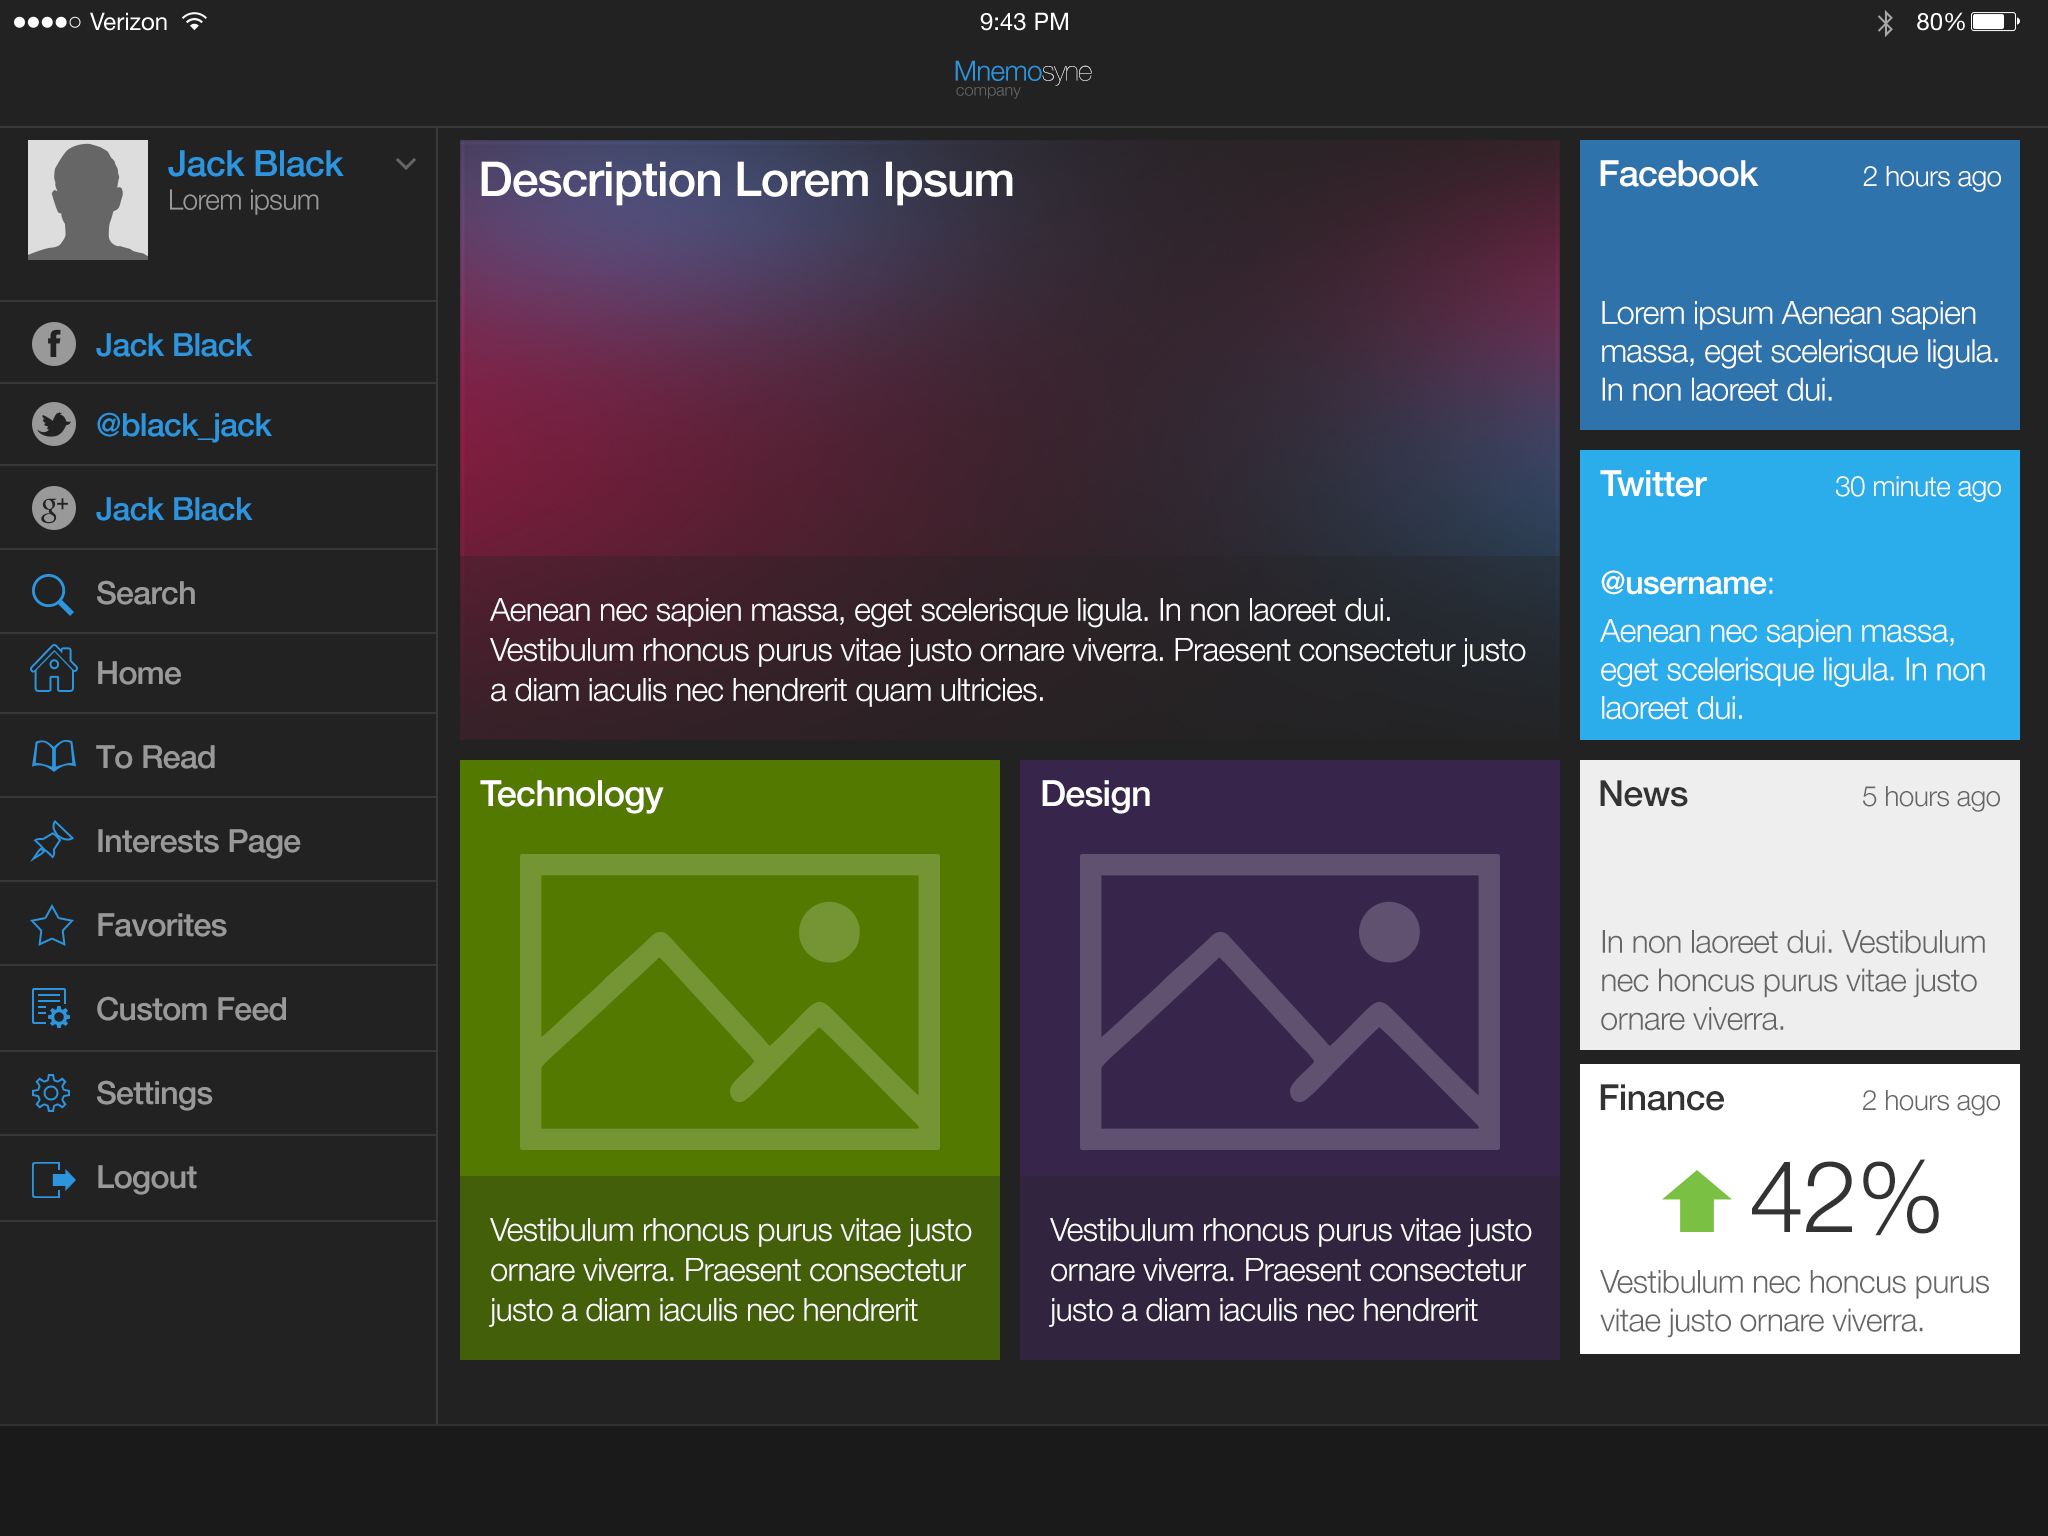 Verizon
9:43 PM
80%
Mnemosyne
company
Jack Black
Lorem ipsum
f Jack Black
@black_jack
g+ Jack Black
Search
Home
To Read
Interests Page
Favorites
Custom Feed
Settings
Logout
Description Lorem Ipsum
Aenean nec sapien massa, eget scelerisque ligula. In non laoreet dui.
Vestibulum rhoncus purus vitae justo ornare viverra. Praesent consectetur justo
a diam iaculis nec hendrerit quam ultricies.
Technology
Vestibulum rhoncus purus vitae justo
ornare viverra. Praesent consectetur
justo a diam iaculis nec hendrerit
Design
Vestibulum rhoncus purus vitae justo
ornare viverra. Praesent consectetur
justo a diam iaculis nec hendrerit
Facebook 2 hours ago
Lorem ipsum Aenean sapien
massa, eget scelerisque ligula.
In non laoreet dui.
Twitter 30 minute ago
@username:
Aenean nec sapien massa,
eget scelerisque ligula. In non
laoreet dui.
News 5 hours ago
In non laoreet dui. Vestibulum
nec honcus purus vitae justo
ornare viverra.
Finance 2 hours ago
42%
Vestibulum nec honcus purus
vitae justo ornare viverra.